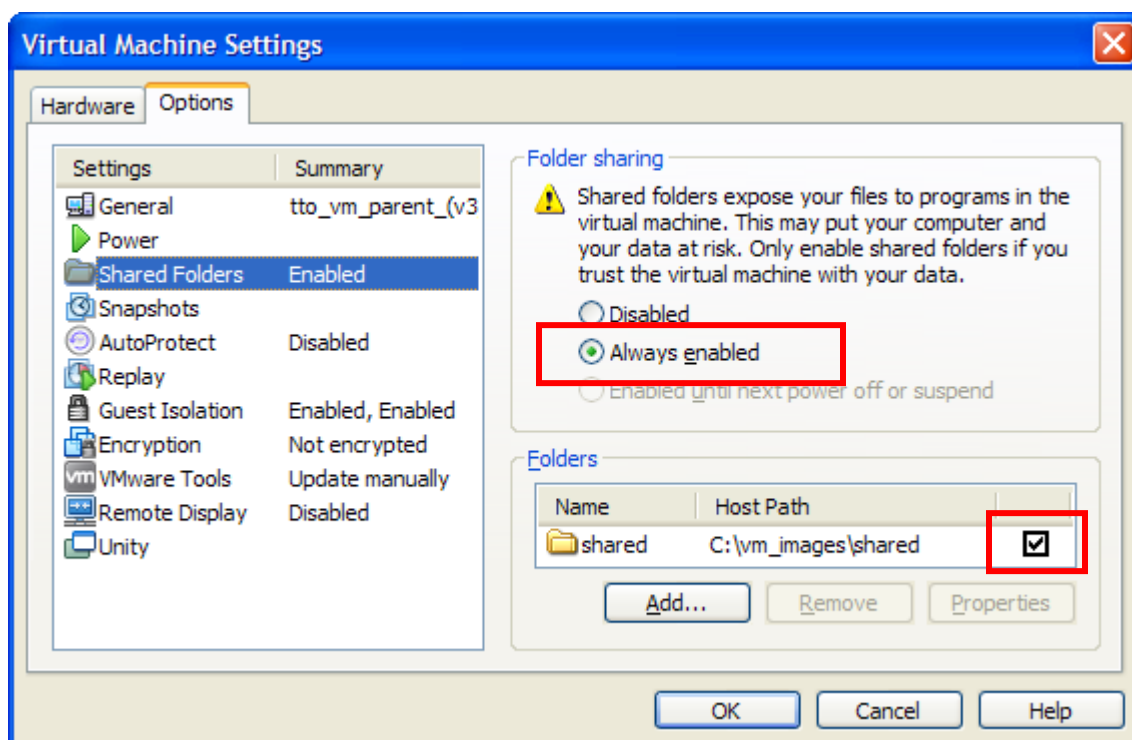 Virtual Machine Settings
Hardware Options
Settings Summary
General tto_vm_parent_(v3
Power
Shared Folders Enabled
Snapshots
AutoProtect Disabled
Replay
Guest Isolation Enabled, Enabled
Encryption Not encrypted
VMware Tools Update manually
Remote Display Disabled
Unity
Folder sharing
Shared folders expose your files to programs in the
virtual machine. This may put your computer and
your data at risk. Only enable shared folders if you
trust the virtual machine with your data.
Disabled
Always enabled
Enabled until next power off or suspend
Folders
Name Host Path
shared C:\vm_images\shared
Add... Remove Properties
OK Cancel Help